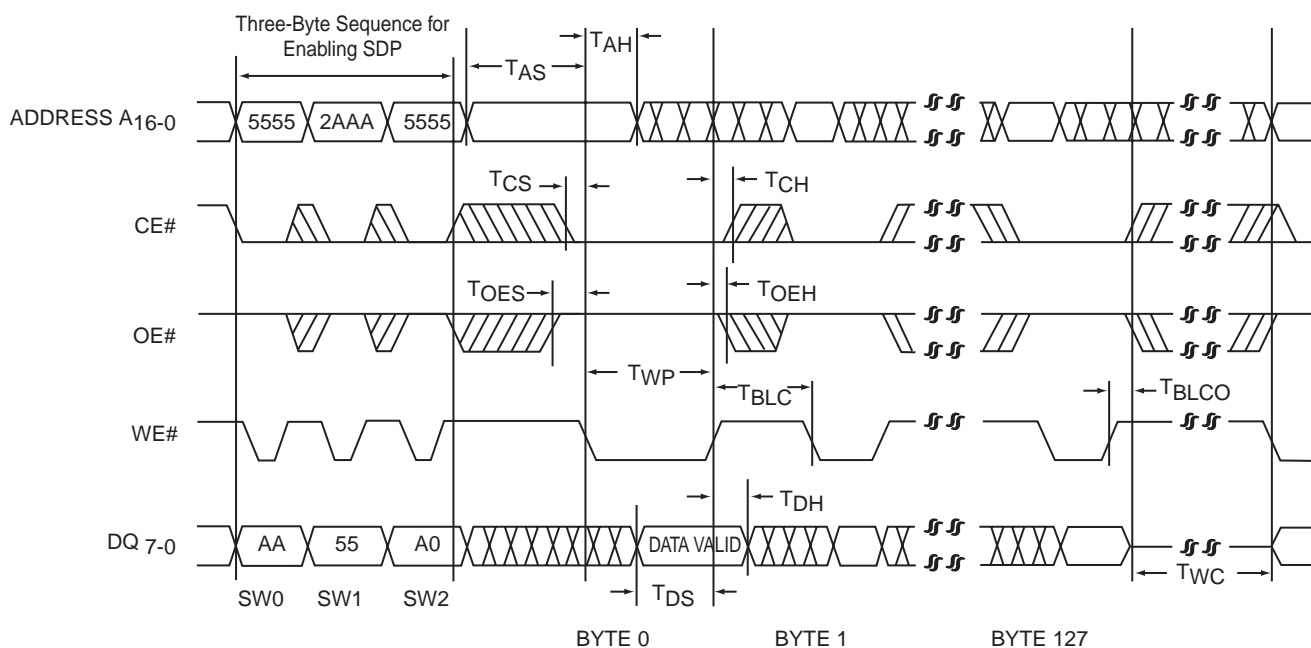 Three-Byte Sequence for
Enabling SDP
TAS
TAH
ADDRESS A16-0
5555
2AAA
5555
TCS
TCH
CE#
TOES
TOEH
OE#
TWP
TBLC
TBLCO
WE#
TDH
DQ 7-0
AA
55
A0
DATA VALID
SW0
SW1
SW2
TDS
TWC
BYTE 0
BYTE 1
BYTE 127